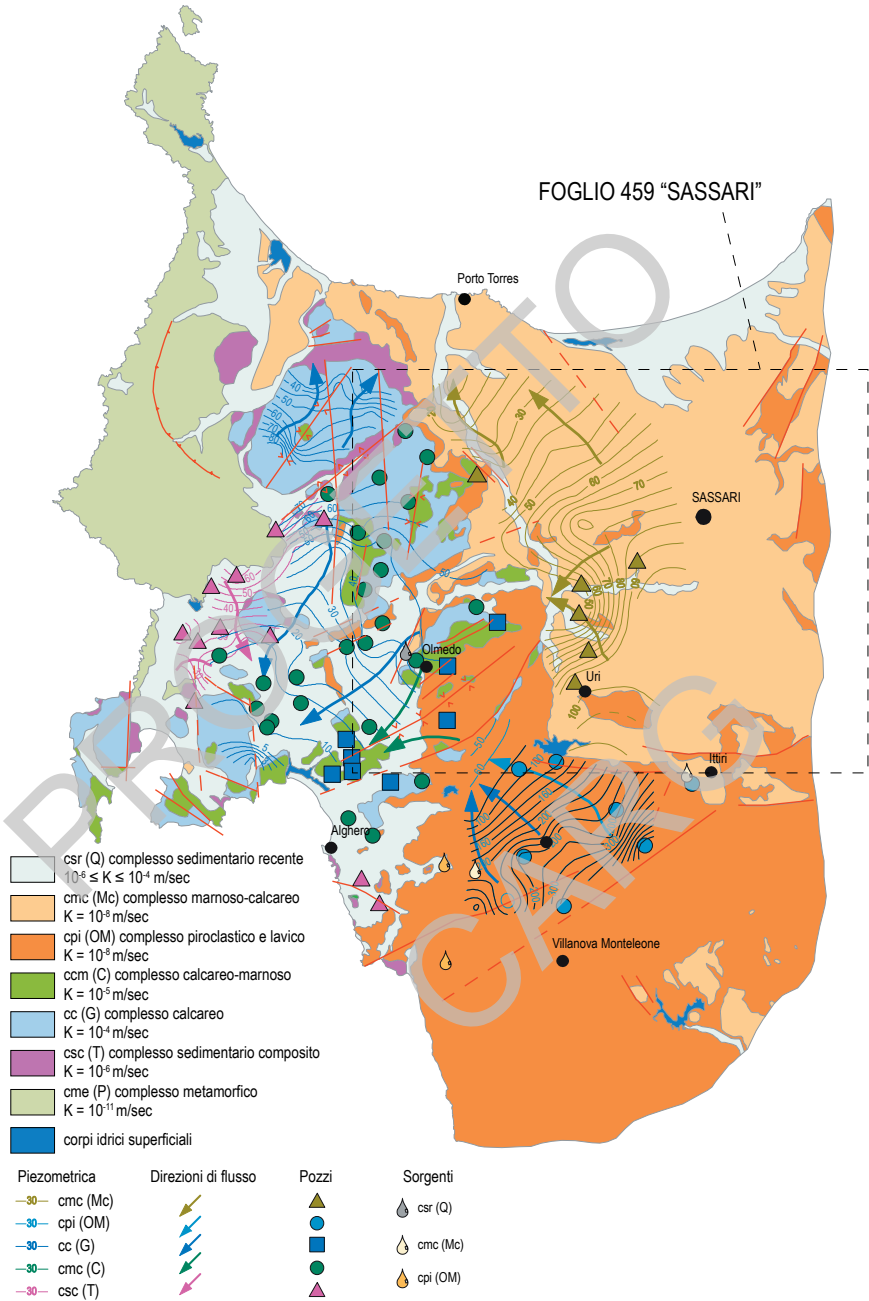 FOGLIO 459 “SASSARI”
Porto Torres
SASSARI
Olmedo
Uri
Ittiri
Alghero
Villanova Monteleone
PROGETTO
CARG
csr (Q) complesso sedimentario recente
10-6 ≤ K ≤ 10-4 m/sec
cmc (Mc) complesso marnoso-calcareo
K = 10-8 m/sec
cpi (OM) complesso piroclastico e lavico
K = 10-8 m/sec
ccm (C) complesso calcareo-marnoso
K = 10-5 m/sec
cc (G) complesso calcareo
K = 10-4 m/sec
csc (T) complesso sedimentario composito
K = 10-6 m/sec
cme (P) complesso metamorfico
K = 10-11 m/sec
corpi idrici superficiali
Piezometrica Direzioni di flusso Pozzi Sorgenti
30 cmc (Mc)
30 cpi (OM)
30 cc (G)
30 cmc (C)
30 csc (T)
csr (Q)
cmc (Mc)
cpi (OM)